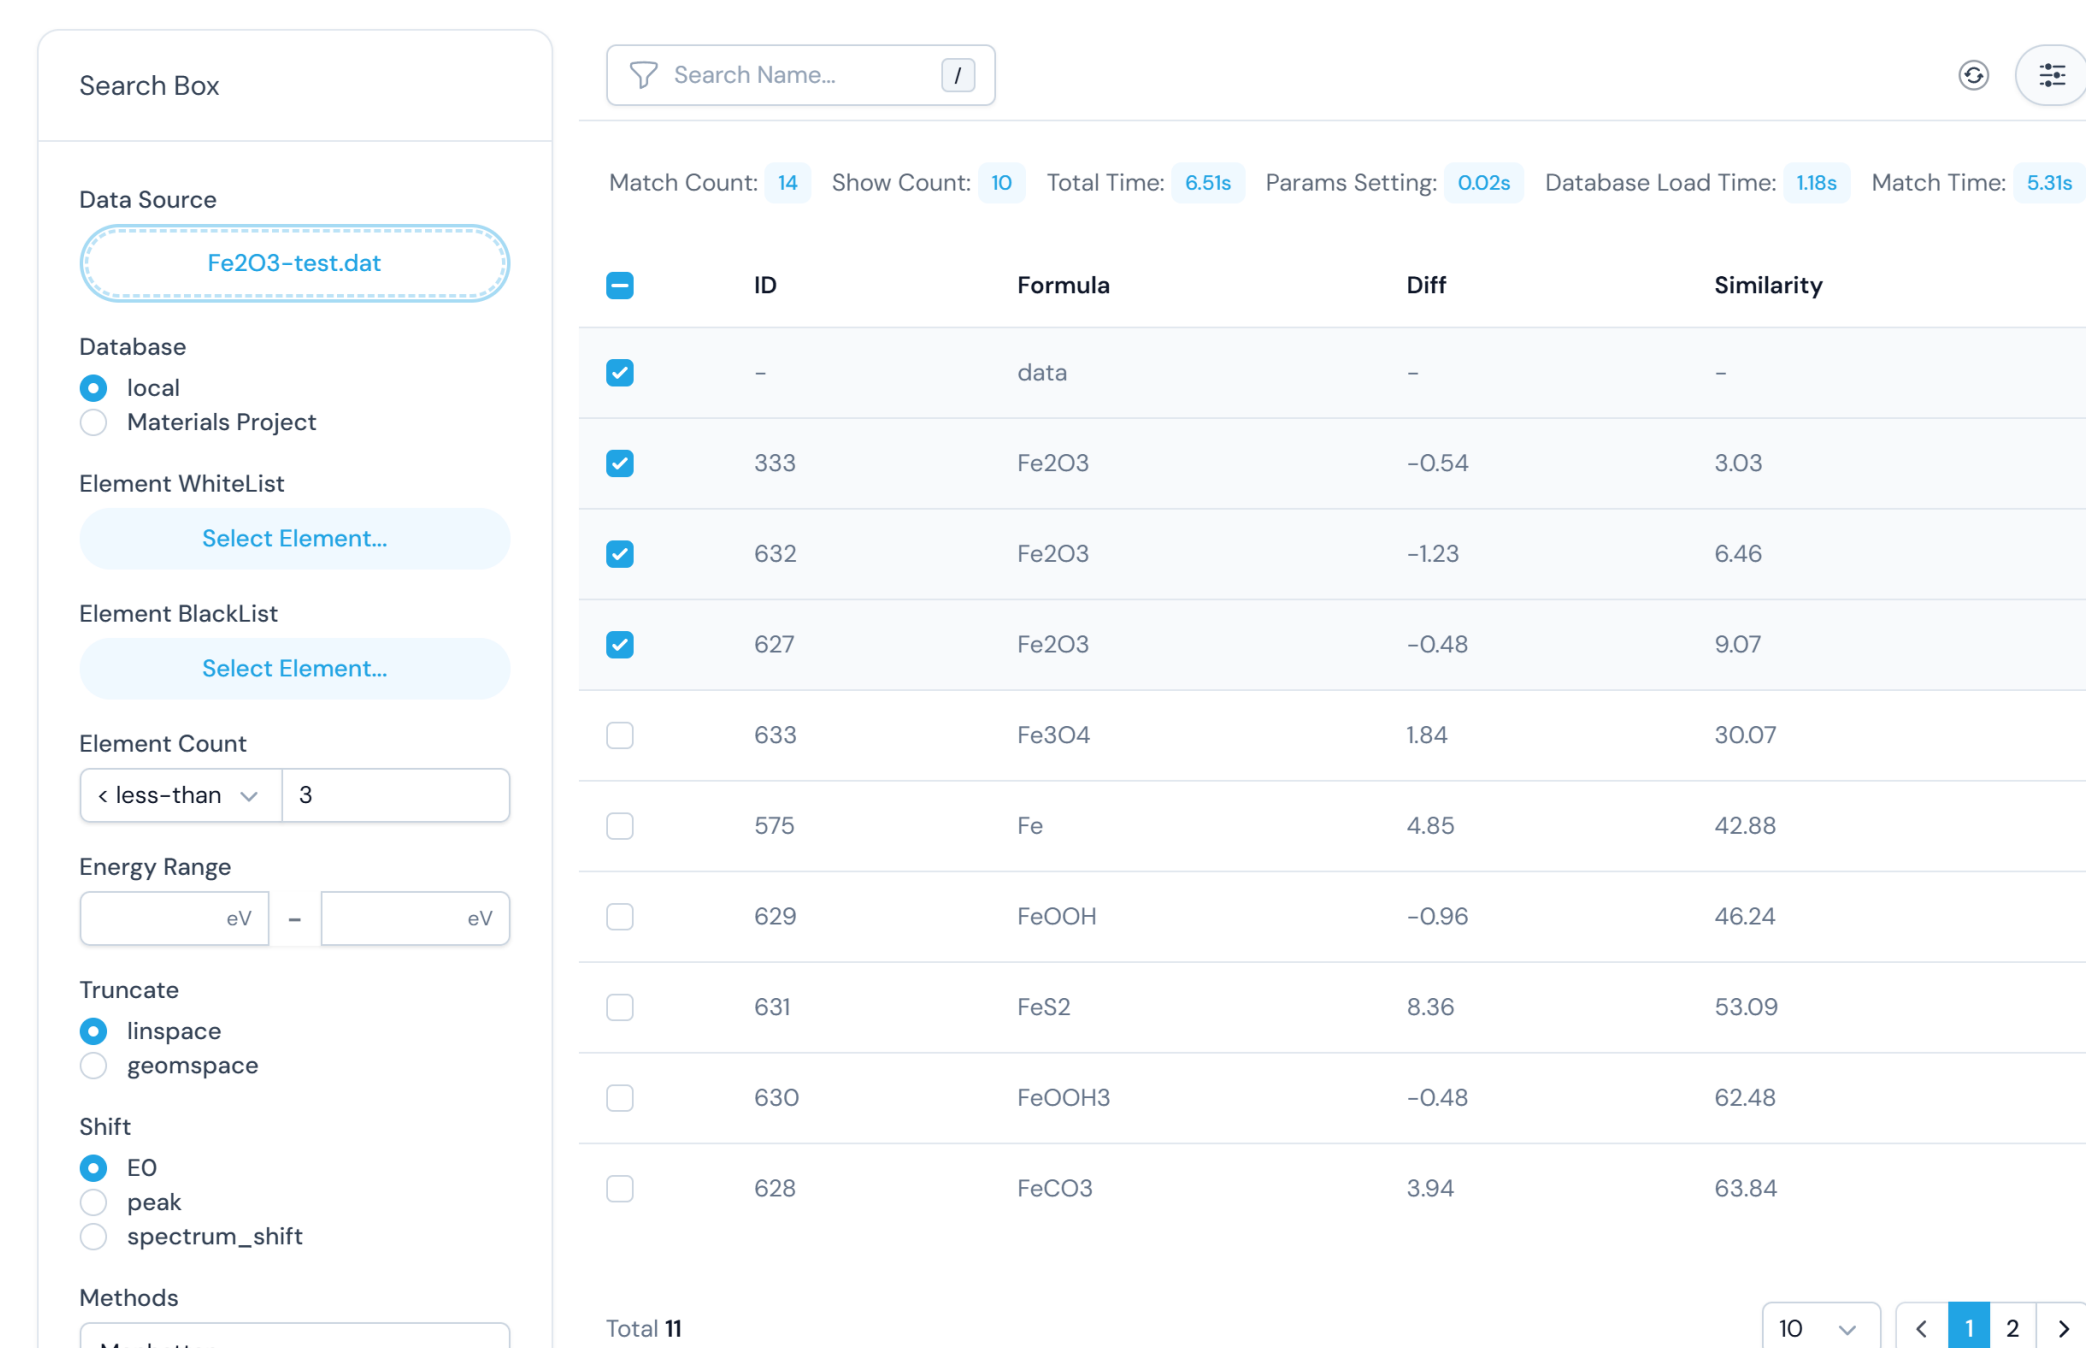 Search Box
Data Source
Fe2O3-test.dat
Database
local
Materials Project
Element WhiteList
Select Element...
Element BlackList
Select Element...
Element Count
< less-than 3
Energy Range
eV - eV
Truncate
linspace
geomspace
Shift
E0
peak
spectrum_shift
Methods
Search Name... /
Match Count: 14 Show Count: 10 Total Time: 6.51s Params Setting: 0.02s Database Load Time: 1.18s Match Time: 5.31s
ID Formula Diff Similarity
- data - -
333 Fe2O3 -0.54 3.03
632 Fe2O3 -1.23 6.46
627 Fe2O3 -0.48 9.07
633 Fe3O4 1.84 30.07
575 Fe 4.85 42.88
629 FeOOH -0.96 46.24
631 FeS2 8.36 53.09
630 FeOOH3 -0.48 62.48
628 FeCO3 3.94 63.84
Total 11
10 < 1 2 >